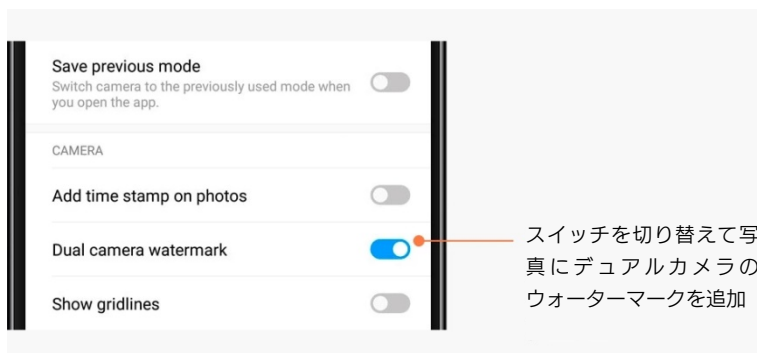 Save previous mode
Switch camera to the previously used mode when
you open the app.
CAMERA
Add time stamp on photos
Dual camera watermark
スイッチを切り替えて写
真にデュアルカメラの
ウォーターマークを追加
Show gridlines